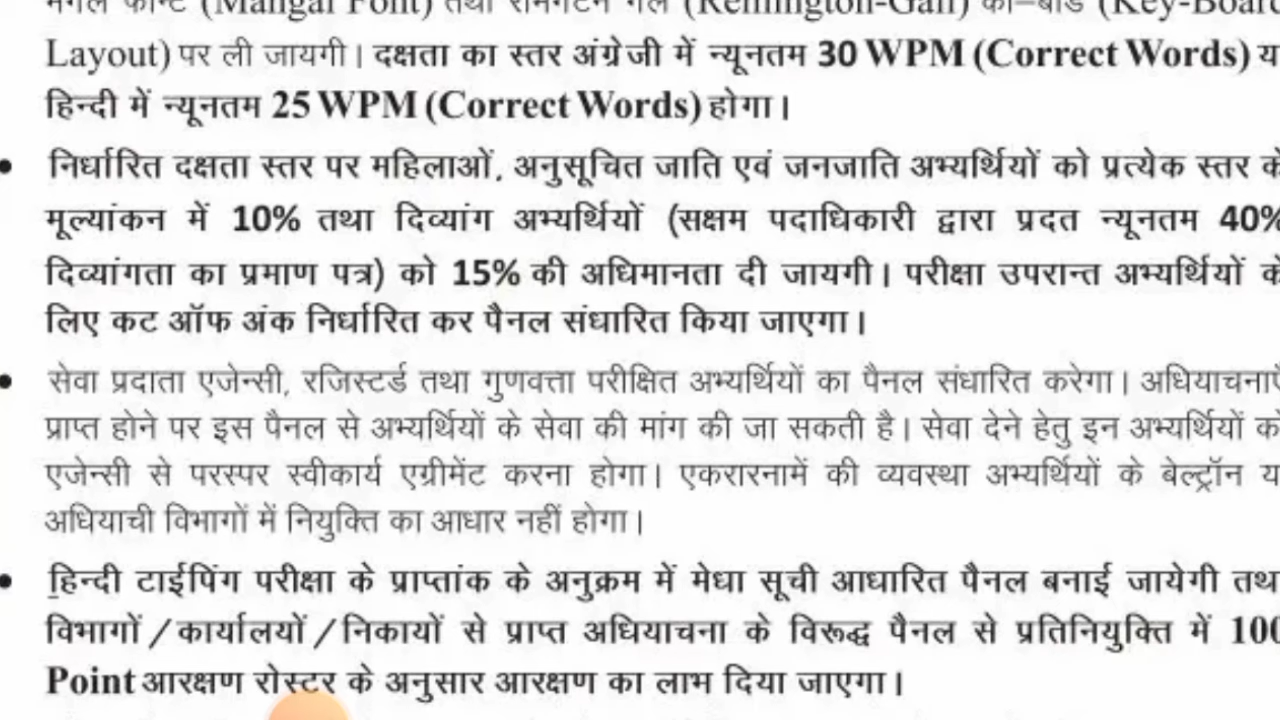 मंगल फॉन्ट (Mangal Font) तथा रेमिंगटन गेल (Remington-Gail) की–बोर्ड (Key-Board
Layout) पर ली जायगी। दक्षता का स्तर अंग्रेजी में न्यूनतम 30 WPM (Correct Words) य
हिन्दी में न्यूनतम 25 WPM (Correct Words) होगा।
• निर्धारित दक्षता स्तर पर महिलाओं, अनुसूचित जाति एवं जनजाति अभ्यर्थियों को प्रत्येक स्तर के
मूल्यांकन में 10% तथा दिव्यांग अभ्यर्थियों (सक्षम पदाधिकारी द्वारा प्रदत न्यूनतम 40%
दिव्यांगता का प्रमाण पत्र) को 15% की अधिमानता दी जायगी। परीक्षा उपरान्त अभ्यर्थियों के
लिए कट ऑफ अंक निर्धारित कर पैनल संधारित किया जाएगा।
• सेवा प्रदाता एजेन्सी, रजिस्टर्ड तथा गुणवत्ता परीक्षित अभ्यर्थियों का पैनल संधारित करेगा। अधियाचनाएँ
प्राप्त होने पर इस पैनल से अभ्यर्थियों के सेवा की मांग की जा सकती है। सेवा देने हेतु इन अभ्यर्थियों को
एजेन्सी से परस्पर स्वीकार्य एग्रीमेंट करना होगा। एकरारनामें की व्यवस्था अभ्यर्थियों के बेल्ट्रॉन य
अधियाची विभागों में नियुक्ति का आधार नहीं होगा।
• हिन्दी टाईपिंग परीक्षा के प्राप्तांक के अनुक्रम में मेधा सूची आधारित पैनल बनाई जायेगी तथ
विभागों/कार्यालयों/निकायों से प्राप्त अधियाचना के विरूद्ध पैनल से प्रतिनियुक्ति में 100
Point आरक्षण रोस्टर के अनुसार आरक्षण का लाभ दिया जाएगा।